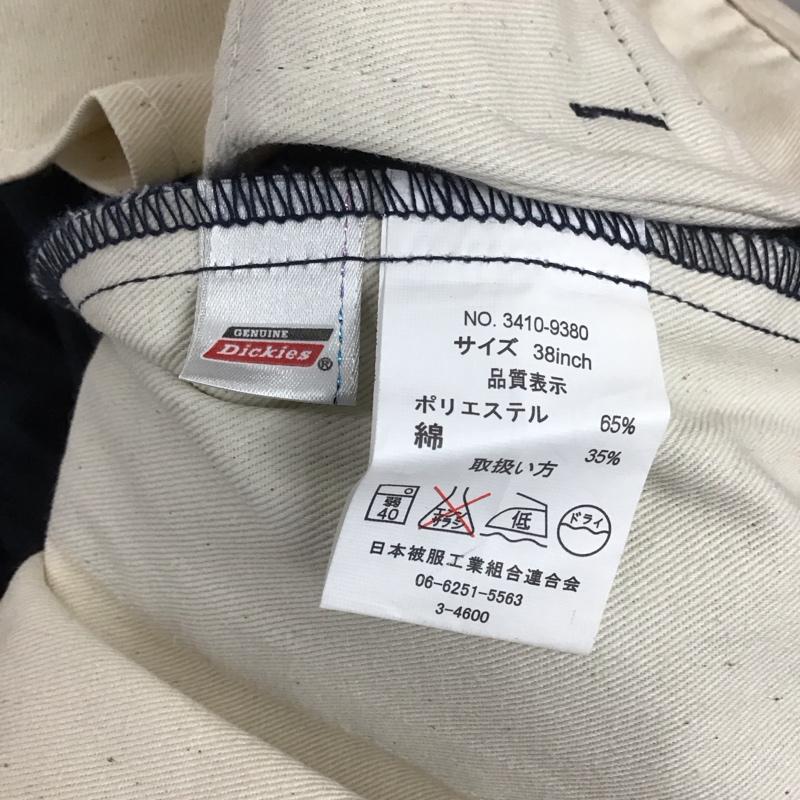 GENUINE
Dickies®
NO. 3410-9380
サイズ 38inch
品質表示
ポリエステル 65%
綿 35%
取扱い方
弱
40
エンソ
サラシ
低
ドライ
日本被服工業組合連合会
06-6251-5563
3-4600